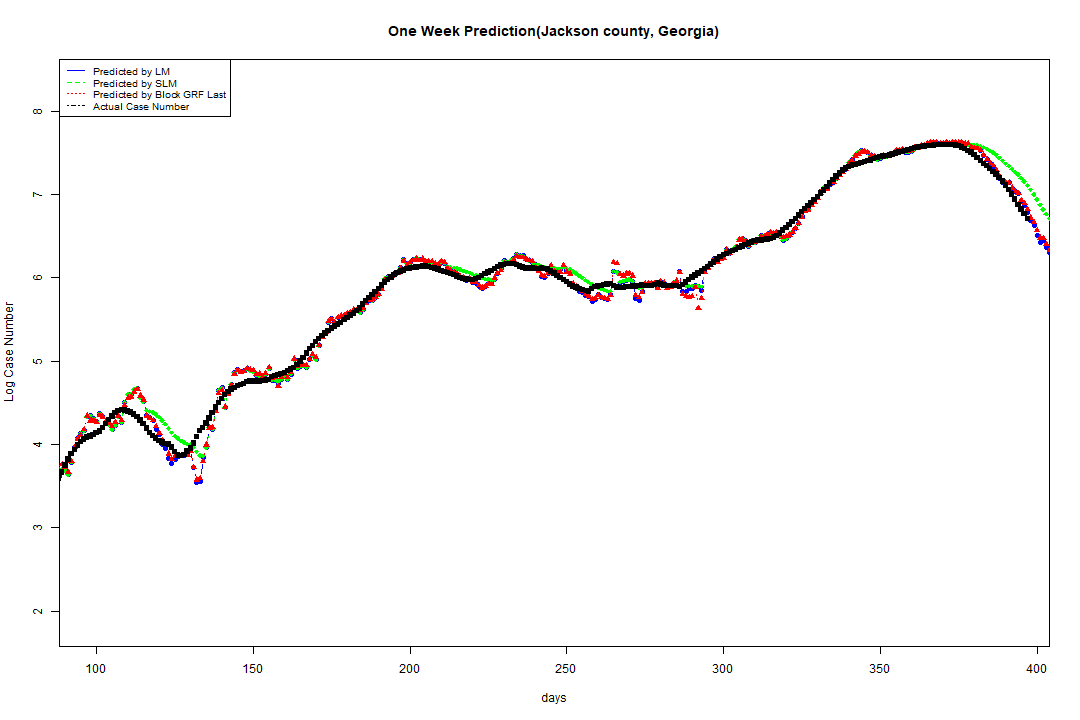 One Week Prediction(Jackson county, Georgia)
Predicted by LM
Predicted by SLM
Predicted by Block GRF Last
Actual Case Number
8
7
6
5
4
3
2
Log Case Number
100 150 200 250 300 350 400
days